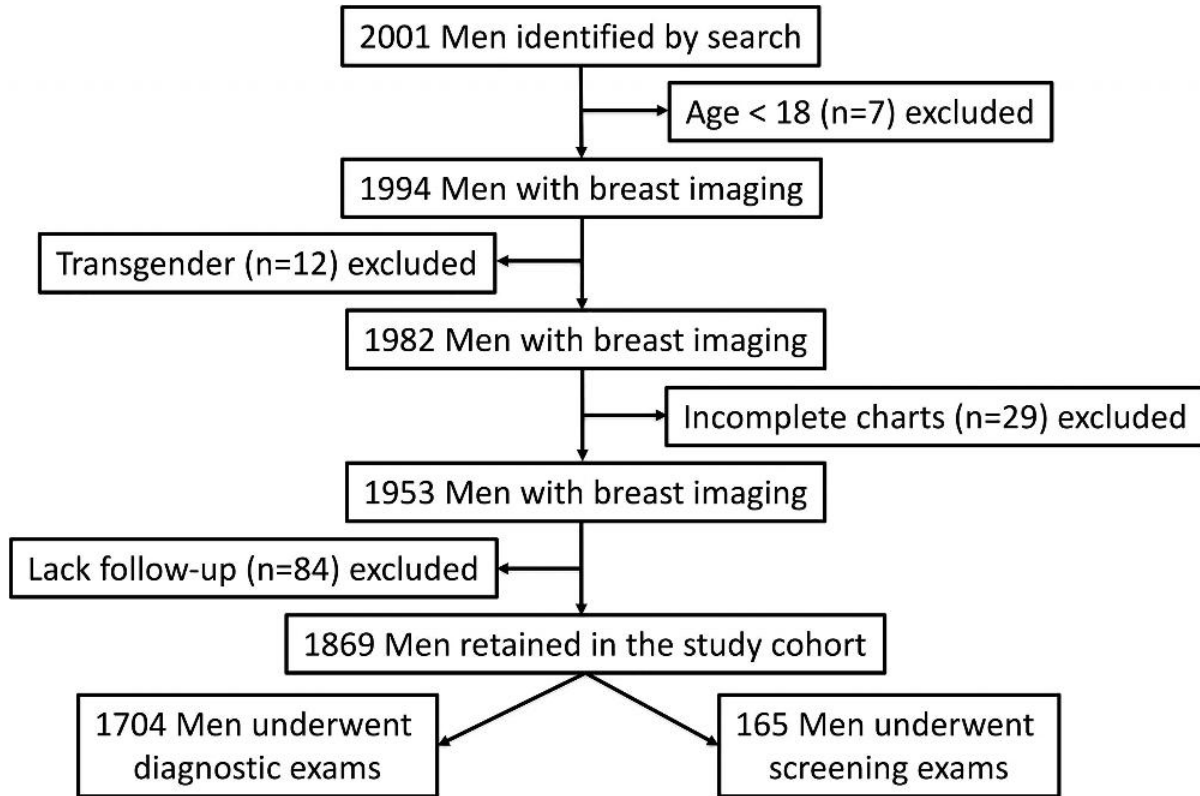 2001 Men identified by search
Age < 18 (n=7) excluded
1994 Men with breast imaging
Transgender (n=12) excluded
1982 Men with breast imaging
Incomplete charts (n=29) excluded
1953 Men with breast imaging
Lack follow-up (n=84) excluded
1869 Men retained in the study cohort
1704 Men underwent
diagnostic exams
165 Men underwent
screening exams